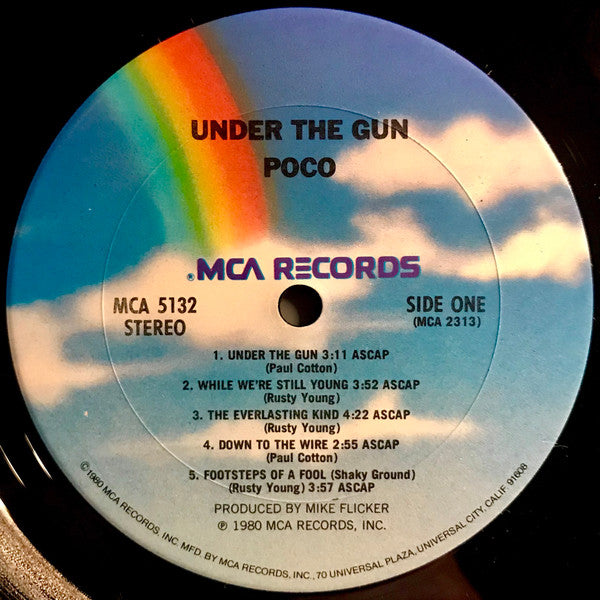 UNDER THE GUN
POCO
®MCA RECORDS
MCA 5132
STEREO
SIDE ONE
(MCA 2313)
1. UNDER THE GUN 3:11 ASCAP
(Paul Cotton)
2. WHILE WE'RE STILL YOUNG 3:52 ASCAP
(Rusty Young)
3. THE EVERLASTING KIND 4:22 ASCAP
(Rusty Young)
4. DOWN TO THE WIRE 2:55 ASCAP
(Paul Cotton)
5. FOOTSTEPS OF A FOOL (Shaky Ground)
(Rusty Young) 3:57 ASCAP
PRODUCED BY MIKE FLICKER
℗ 1980 MCA RECORDS, INC.
©1980 MCA RECORDS, INC. MFD. BY MCA RECORDS, INC., 70 UNIVERSAL PLAZA, UNIVERSAL CITY, CALIF. 91608